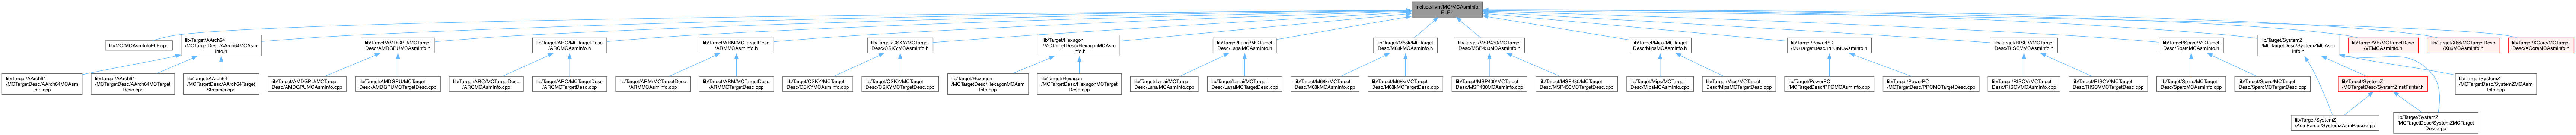 include/llvm/MC/MCAsmInfo
ELF.h
lib/MC/MCAsmInfoELF.cpp
lib/Target/AArch64
/MCTargetDesc/AArch64MCAsm
Info.h
lib/Target/AMDGPU/MCTarget
Desc/AMDGPUMCAsmInfo.h
lib/Target/ARC/MCTargetDesc
/ARCMCAsmInfo.h
lib/Target/ARM/MCTargetDesc
/ARMMCAsmInfo.h
lib/Target/CSKY/MCTarget
Desc/CSKYMCAsmInfo.h
lib/Target/Hexagon
/MCTargetDesc/HexagonMCAsm
Info.h
lib/Target/Lanai/MCTarget
Desc/LanaiMCAsmInfo.h
lib/Target/M68k/MCTarget
Desc/M68kMCAsmInfo.h
lib/Target/MSP430/MCTarget
Desc/MSP430MCAsmInfo.h
lib/Target/Mips/MCTarget
Desc/MipsMCAsmInfo.h
lib/Target/PowerPC
/MCTargetDesc/PPCMCAsmInfo.h
lib/Target/RISCV/MCTarget
Desc/RISCVMCAsmInfo.h
lib/Target/Sparc/MCTarget
Desc/SparcMCAsmInfo.h
lib/Target/SystemZ
/MCTargetDesc/SystemZMCAsm
Info.h
lib/Target/VE/MCTargetDesc
/VEMCAsmInfo.h
lib/Target/X86/MCTarget
Desc/X86MCAsmInfo.h
lib/Target/XCore/MCTarget
Desc/XCoreMCAsmInfo.h
lib/Target/AArch64
/MCTargetDesc/AArch64MCAsm
Info.cpp
lib/Target/AArch64
/MCTargetDesc/AArch64MCTarget
Desc.cpp
lib/Target/AArch64
/MCTargetDesc/AArch64Target
Streamer.cpp
lib/Target/AMDGPU/MCTarget
Desc/AMDGPUMCAsmInfo.cpp
lib/Target/AMDGPU/MCTarget
Desc/AMDGPUMCTargetDesc.cpp
lib/Target/ARC/MCTargetDesc
/ARCMCAsmInfo.cpp
lib/Target/ARC/MCTargetDesc
/ARCMCTargetDesc.cpp
lib/Target/ARM/MCTargetDesc
/ARMMCAsmInfo.cpp
lib/Target/ARM/MCTargetDesc
/ARMMCTargetDesc.cpp
lib/Target/CSKY/MCTarget
Desc/CSKYMCAsmInfo.cpp
lib/Target/CSKY/MCTarget
Desc/CSKYMCTargetDesc.cpp
lib/Target/Hexagon
/MCTargetDesc/HexagonMCAsm
Info.cpp
lib/Target/Hexagon
/MCTargetDesc/HexagonMCTarget
Desc.cpp
lib/Target/Lanai/MCTarget
Desc/LanaiMCAsmInfo.cpp
lib/Target/Lanai/MCTarget
Desc/LanaiMCTargetDesc.cpp
lib/Target/M68k/MCTarget
Desc/M68kMCAsmInfo.cpp
lib/Target/M68k/MCTarget
Desc/M68kMCTargetDesc.cpp
lib/Target/MSP430/MCTarget
Desc/MSP430MCAsmInfo.cpp
lib/Target/MSP430/MCTarget
Desc/MSP430MCTargetDesc.cpp
lib/Target/Mips/MCTarget
Desc/MipsMCAsmInfo.cpp
lib/Target/Mips/MCTarget
Desc/MipsMCTargetDesc.cpp
lib/Target/PowerPC
/MCTargetDesc/PPCMCAsmInfo.cpp
lib/Target/PowerPC
/MCTargetDesc/PPCMCTargetDesc.cpp
lib/Target/RISCV/MCTarget
Desc/RISCVMCAsmInfo.cpp
lib/Target/RISCV/MCTarget
Desc/RISCVMCTargetDesc.cpp
lib/Target/Sparc/MCTarget
Desc/SparcMCAsmInfo.cpp
lib/Target/Sparc/MCTarget
Desc/SparcMCTargetDesc.cpp
lib/Target/SystemZ
/MCTargetDesc/SystemZInstPrinter.h
lib/Target/SystemZ
/MCTargetDesc/SystemZMCAsm
Info.cpp
lib/Target/SystemZ
/AsmParser/SystemZAsmParser.cpp
lib/Target/SystemZ
/MCTargetDesc/SystemZMCTarget
Desc.cpp